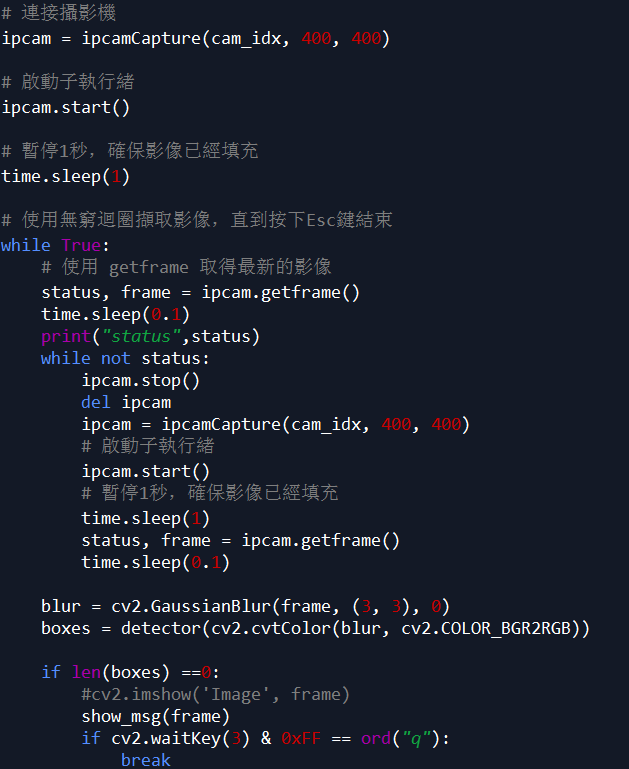 # 連接攝影機
ipcam = ipcamCapture(cam_idx, 400, 400)
# 啟動子執行緒
ipcam.start()
# 暫停1秒，確保影像已經填充
time.sleep(1)
# 使用無窮迴圈擷取影像，直到按下Esc鍵結束
while True:
    # 使用 getframe 取得最新的影像
    status, frame = ipcam.getframe()
    time.sleep(0.1)
    print("status",status)
    while not status:
        ipcam.stop()
        del ipcam
        ipcam = ipcamCapture(cam_idx, 400, 400)
        # 啟動子執行緒
        ipcam.start()
        # 暫停1秒，確保影像已經填充
        time.sleep(1)
        status, frame = ipcam.getframe()
        time.sleep(0.1)
    blur = cv2.GaussianBlur(frame, (3, 3), 0)
    boxes = detector(cv2.cvtColor(blur, cv2.COLOR_BGR2RGB))
    if len(boxes) ==0:
        #cv2.imshow('Image', frame)
        show_msg(frame)
        if cv2.waitKey(3) & 0xFF == ord("q"):
            break